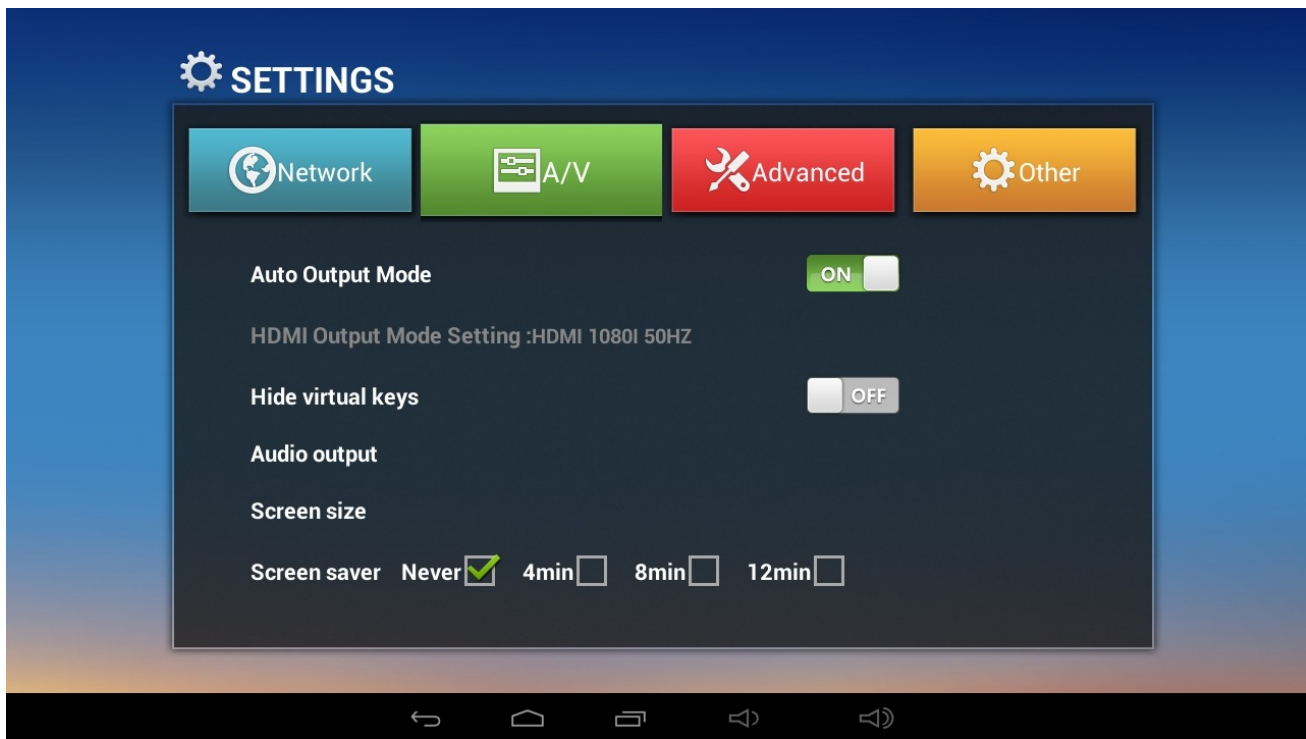 SETTINGS
Network A/V Advanced Other
Auto Output Mode ON
HDMI Output Mode Setting :HDMI 1080I 50HZ
Hide virtual keys OFF
Audio output
Screen size
Screen saver Never 4min 8min 12min